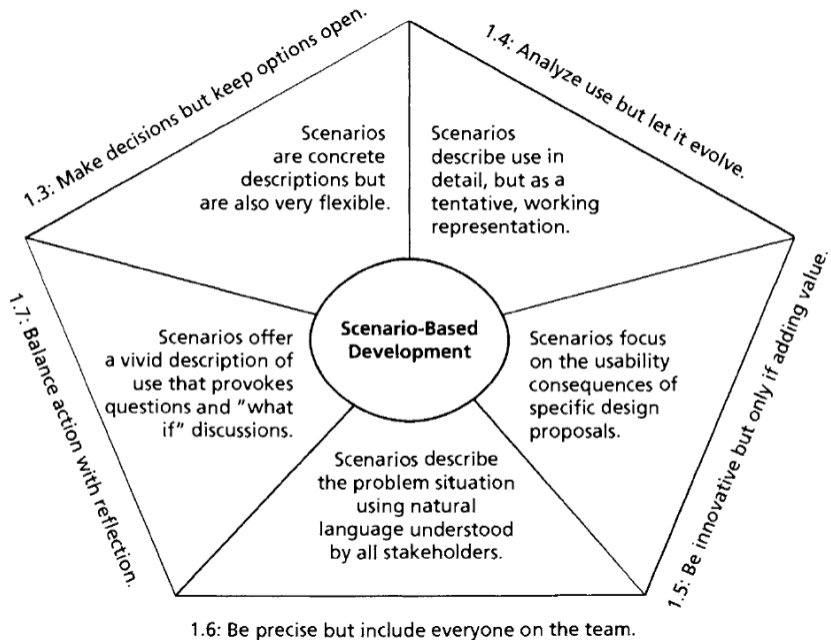 1.3: Make decisions but keep options open.
1.4: Analyze use but let it evolve.
Scenarios
are concrete
descriptions but
are also very flexible.
Scenarios
describe use in
detail, but as a
tentative, working
representation.
1.7: Balance action with reflection.
Scenarios offer
a vivid description of
use that provokes
questions and "what
if" discussions.
Scenario-Based
Development
Scenarios focus
on the usability
consequences of
specific design
proposals.
1.5: Be innovative but only if adding value.
Scenarios describe
the problem situation
using natural
language understood
by all stakeholders.
1.6: Be precise but include everyone on the team.